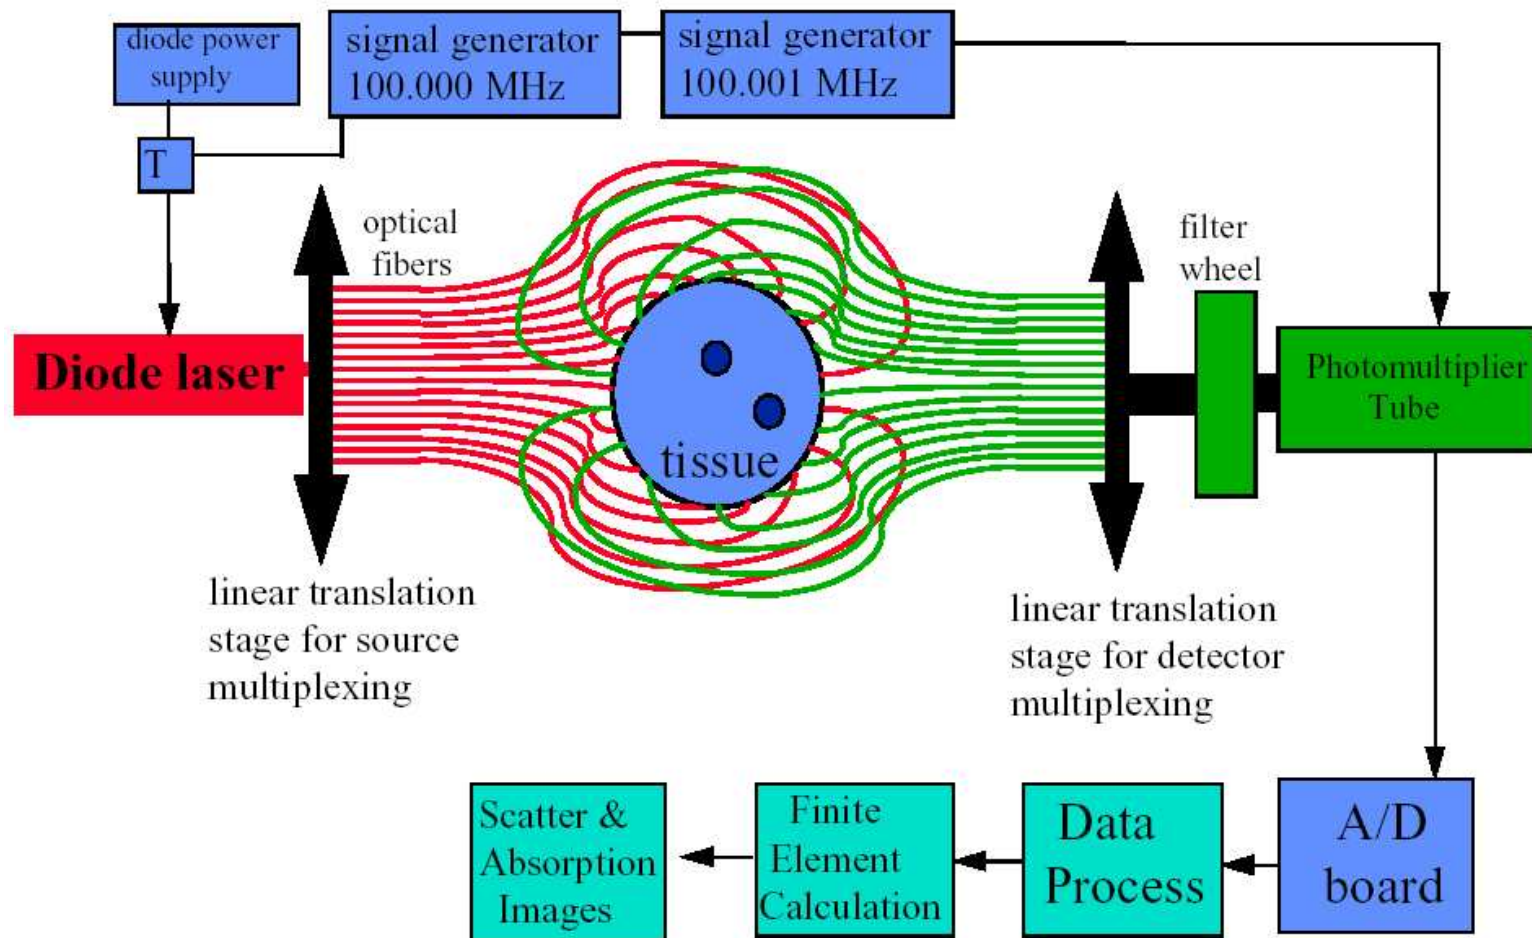 diode power
supply
signal generator
100.000 MHz
signal generator
100.001 MHz
T
optical
fibers
filter
wheel
Diode laser
tissue
Photomultiplier
Tube
linear translation
stage for source
multiplexing
linear translation
stage for detector
multiplexing
Scatter &
Absorption
Images
Finite
Element
Calculation
Data
Process
A/D
board